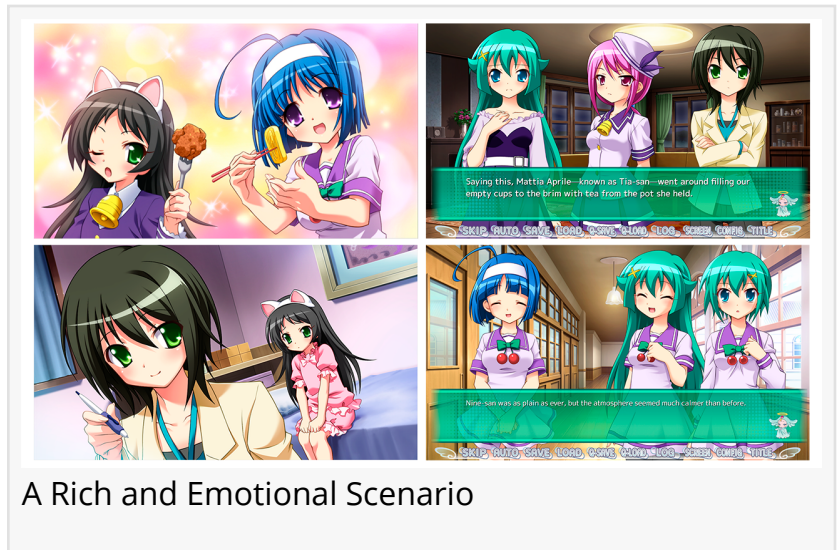 Saying this, Mattia Aprile—known as Tia-san—went around filling our
empty cups to the brim with tea from the pot she held.
SKIP AUTO SAVE LOAD Q-SAVE Q-LOAD LOG SCREEN CONFIG TITLE
Nine-san was as plain as ever, but the atmosphere seemed much calmer than before.
SKIP AUTO SAVE LOAD Q-SAVE Q-LOAD LOG SCREEN CONFIG TITLE
A Rich and Emotional Scenario